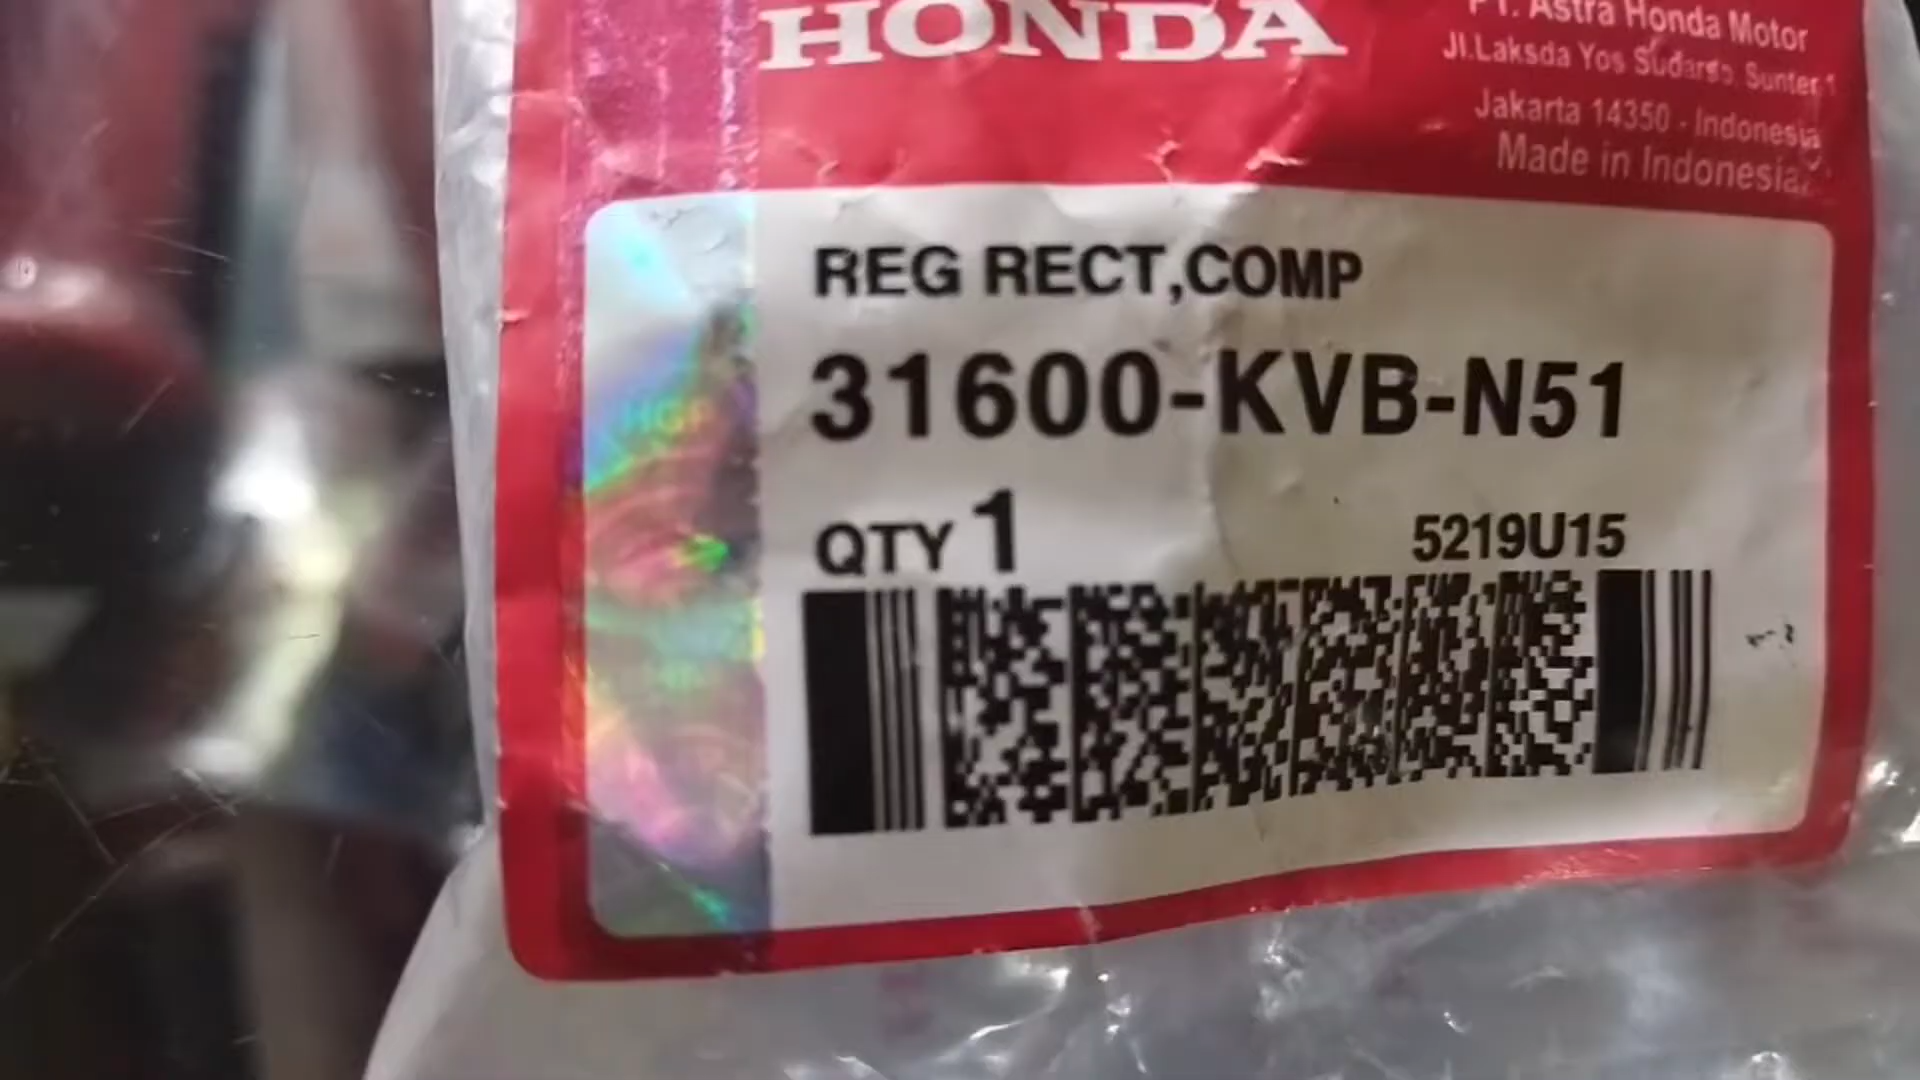 HONDA
PT. Astra Honda Motor
Jl.Laksda Yos Sudarso, Sunter 1
Jakarta 14350 - Indonesia
Made in Indonesia
REG RECT,COMP
31600-KVB-N51
QTY 1
5219U15
HGP